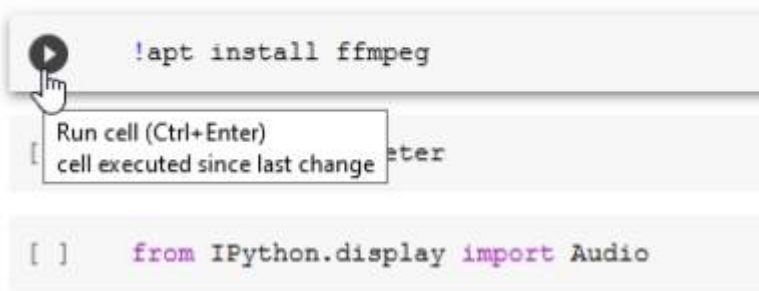 !apt install ffmpeg
Run cell (Ctrl+Enter)
cell executed since last change
[ eter
[ ] from IPython.display import Audio